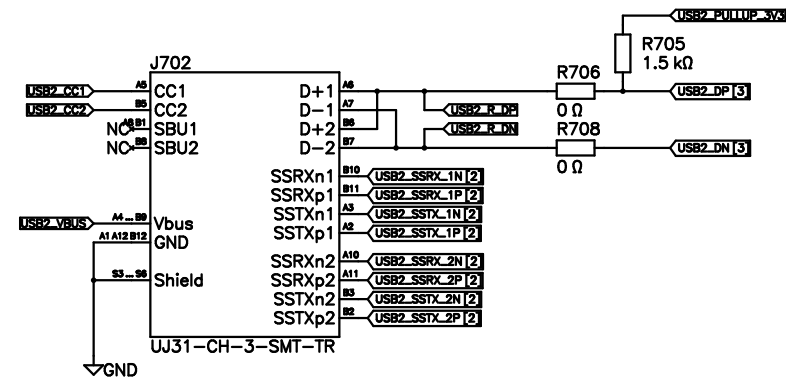 USB2_PULLUP_3V3
R705
1.5 kΩ
J702
R706
USB2_CC1 A5 CC1 D+1 A6 USB2_DP [3]
0 Ω
USB2_CC2 B5 CC2 D-1 A7 USB2_R_DP
NC SBU1 D+2 B6 USB2_R_DN
R708
NC B8 SBU2 D-2 B7 USB2_DN [3]
0 Ω
SSRXn1 B10 USB2_SSRX_1N [2]
SSRXp1 B11 USB2_SSRX_1P [2]
SSTXn1 A3 USB2_SSTX_1N [2]
USB2_VBUS A4 ... B9 Vbus
SSTXp1 A2 USB2_SSTX_1P [2]
A1 A12 B12 GND
SSRXn2 A10 USB2_SSRX_2N [2]
S3 ... S6 Shield SSRXp2 A11 USB2_SSRX_2P [2]
SSTXn2 B3 USB2_SSTX_2N [2]
SSTXp2 B2 USB2_SSTX_2P [2]
UJ31-CH-3-SMT-TR
GND